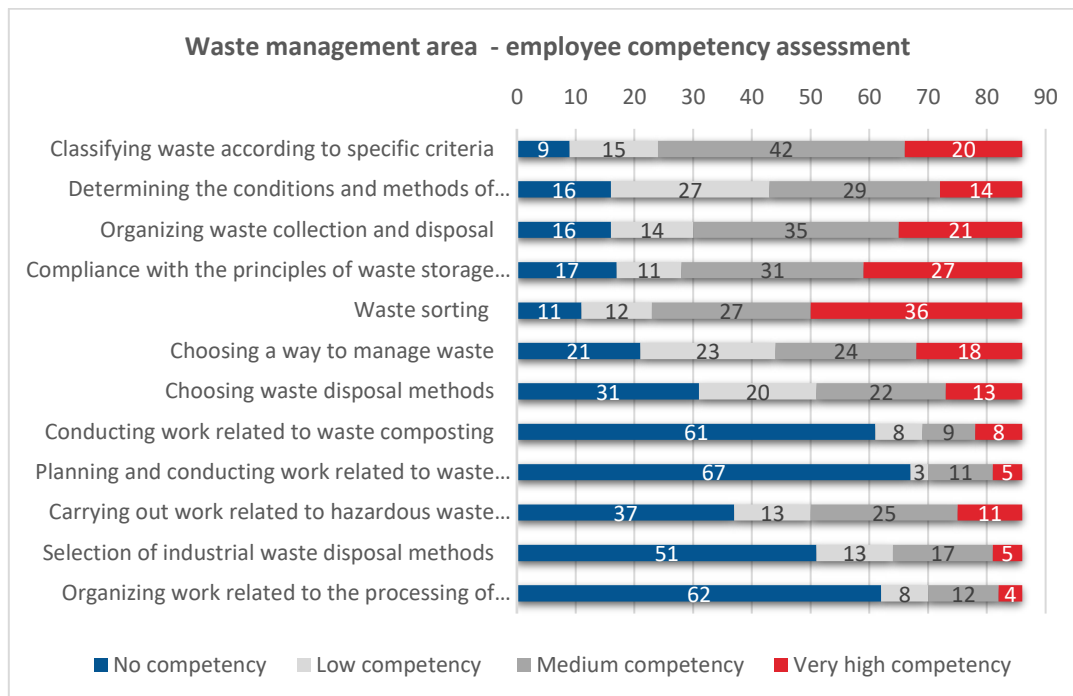 Waste management area - employee competency assessment
0 10 20 30 40 50 60 70 80 90
Classifying waste according to specific criteria 9 15 42 20
Determining the conditions and methods of... 16 27 29 14
Organizing waste collection and disposal 16 14 35 21
Compliance with the principles of waste storage... 17 11 31 27
Waste sorting 11 12 27 36
Choosing a way to manage waste 21 23 24 18
Choosing waste disposal methods 31 20 22 13
Conducting work related to waste composting 61 8 9 8
Planning and conducting work related to waste... 67 3 11 5
Carrying out work related to hazardous waste... 37 13 25 11
Selection of industrial waste disposal methods 51 13 17 5
Organizing work related to the processing of... 62 8 12 4
No competency Low competency Medium competency Very high competency